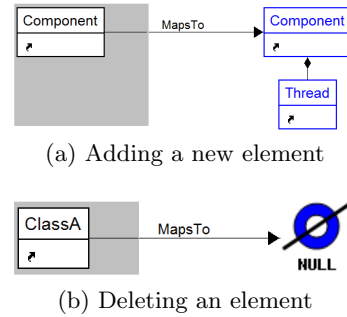 Component
MapsTo
Component
Thread
(a) Adding a new element
ClassA
MapsTo
NULL
(b) Deleting an element